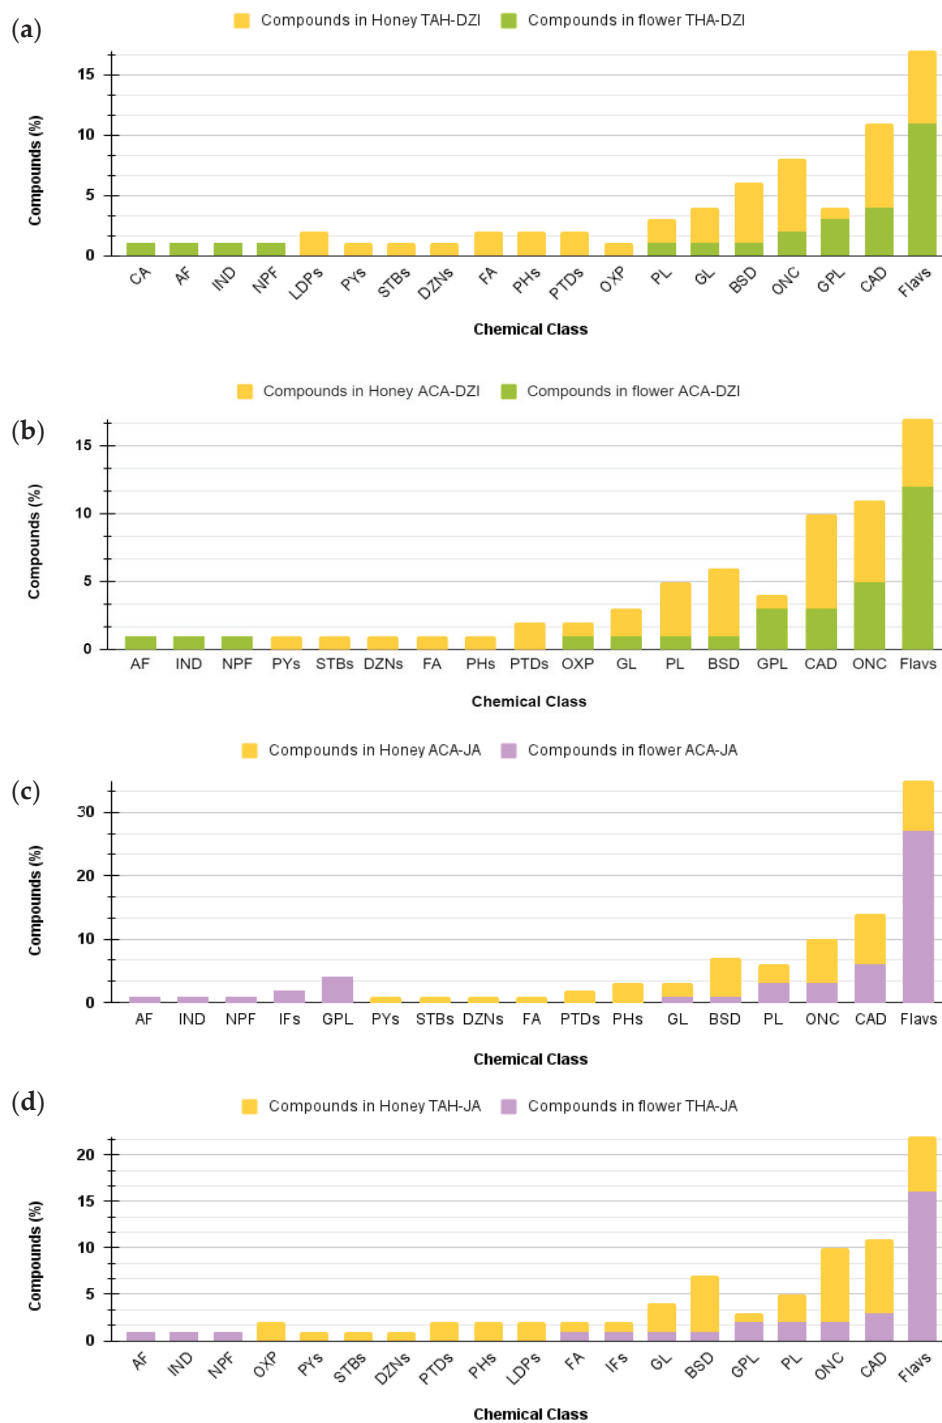 (a)
Compounds in Honey TAH-DZI Compounds in flower THA-DZI
Compounds (%)
15
10
5
0
CA AF IND NPF LDPs PYs STBs DZNs FA PHs PTDs OXP PL GL BSD ONC GPL CAD Flavs
Chemical Class
(b)
Compounds in Honey ACA-DZI Compounds in flower ACA-DZI
Compounds (%)
15
10
5
0
AF IND NPF PYs STBs DZNs FA PHs PTDs OXP GL PL BSD GPL CAD ONC Flavs
Chemical Class
(c)
Compounds in Honey ACA-JA Compounds in flower ACA-JA
Compounds (%)
30
20
10
0
AF IND NPF IFs GPL PYs STBs DZNs FA PTDs PHs GL BSD PL ONC CAD Flavs
Chemical Class
(d)
Compounds in Honey TAH-JA Compounds in flower THA-JA
Compounds (%)
20
15
10
5
0
AF IND NPF OXP PYs STBs DZNs PTDs PHs LDPs FA IFs GL BSD GPL PL ONC CAD Flavs
Chemical Class